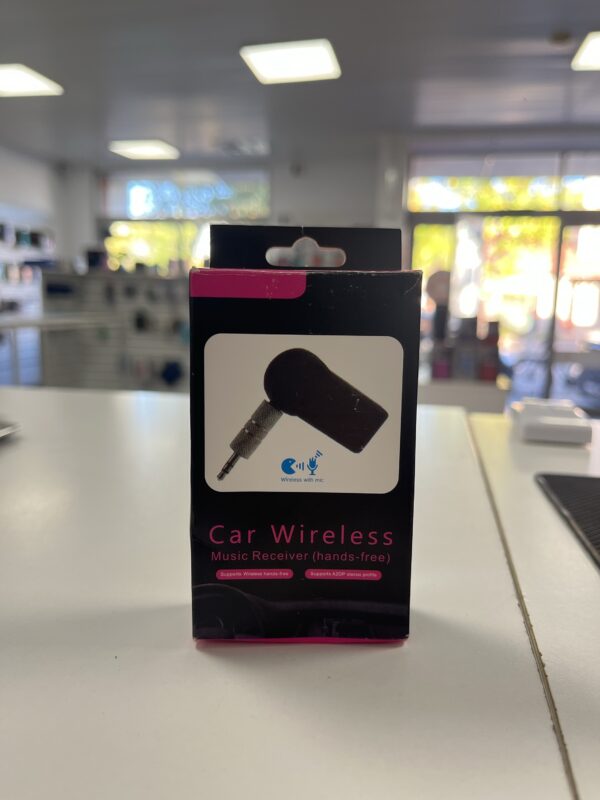 Wireless with mic
Car Wireless
Music Receiver (hands-free)
Supports Wireless hands-free
Supports A2DP stereo profile